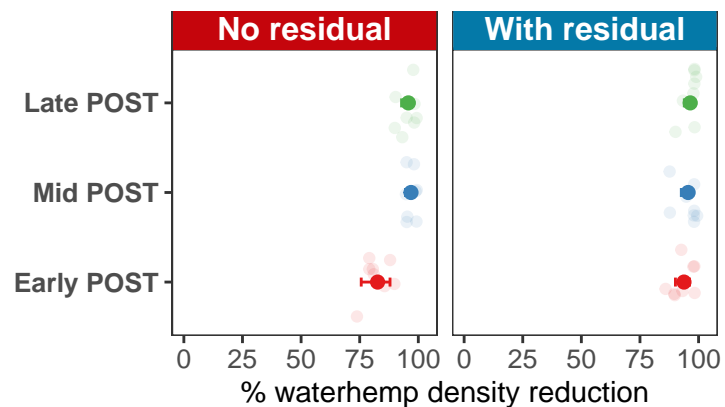 No residual
With residual
Late POST
Mid POST
Early POST
0 25 50 75 100
0 25 50 75 100
% waterhemp density reduction